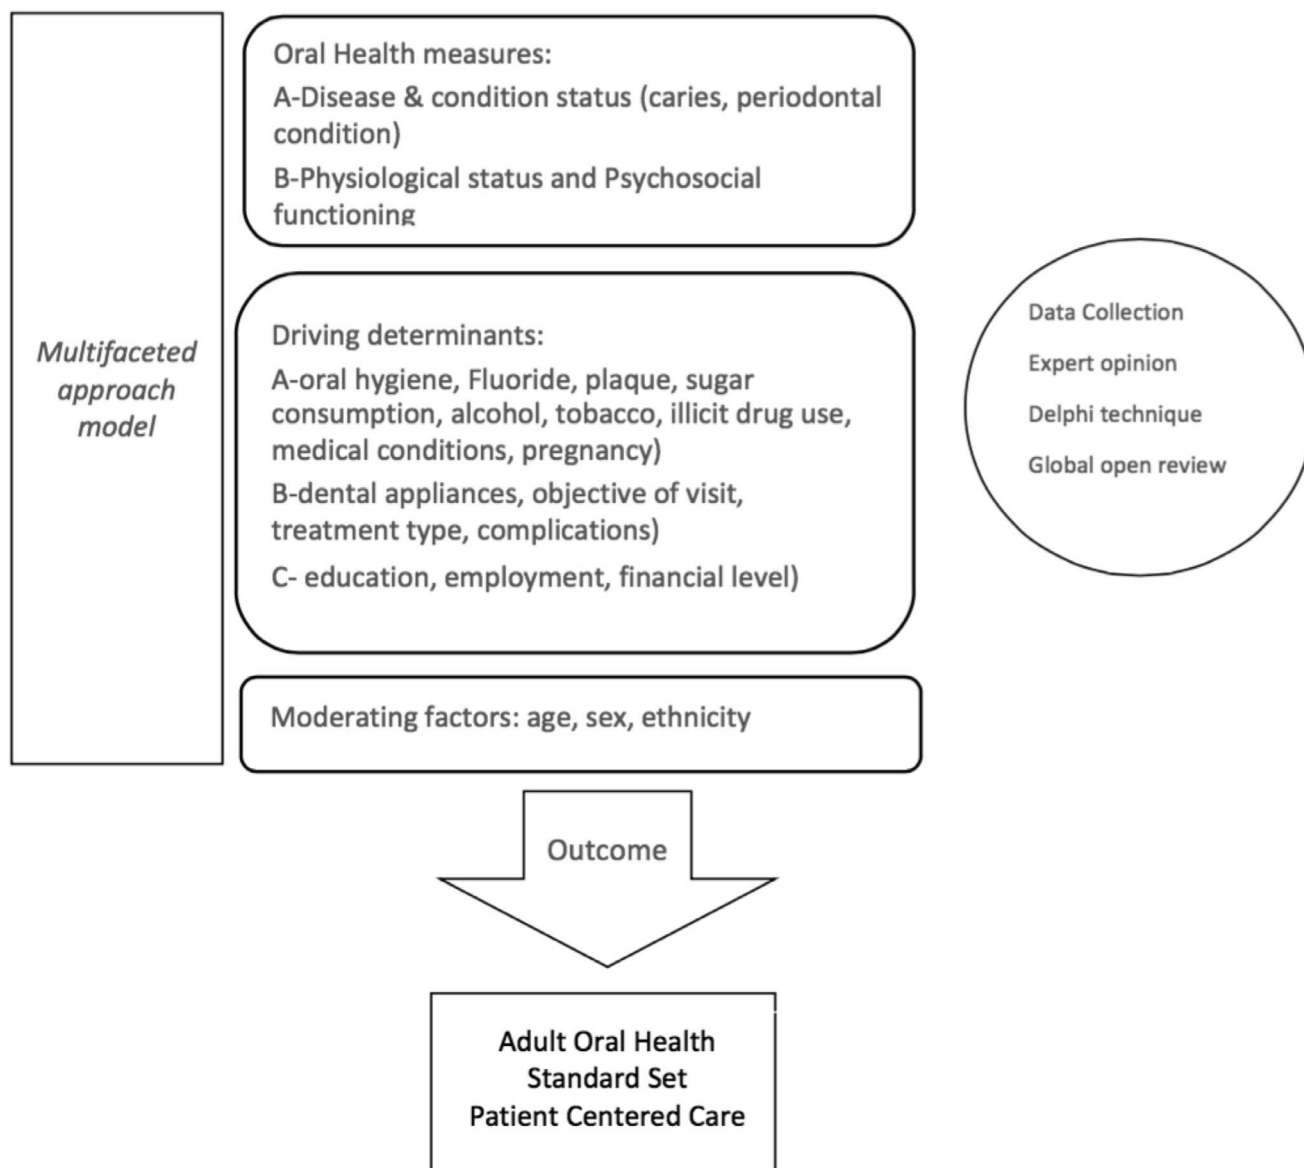 Multifaceted
approach
model
Oral Health measures:
A-Disease & condition status (caries, periodontal
condition)
B-Physiological status and Psychosocial
functioning
Driving determinants:
A-oral hygiene, Fluoride, plaque, sugar
consumption, alcohol, tobacco, illicit drug use,
medical conditions, pregnancy)
B-dental appliances, objective of visit,
treatment type, complications)
C- education, employment, financial level)
Moderating factors: age, sex, ethnicity
Data Collection
Expert opinion
Delphi technique
Global open review
Outcome
Adult Oral Health
Standard Set
Patient Centered Care